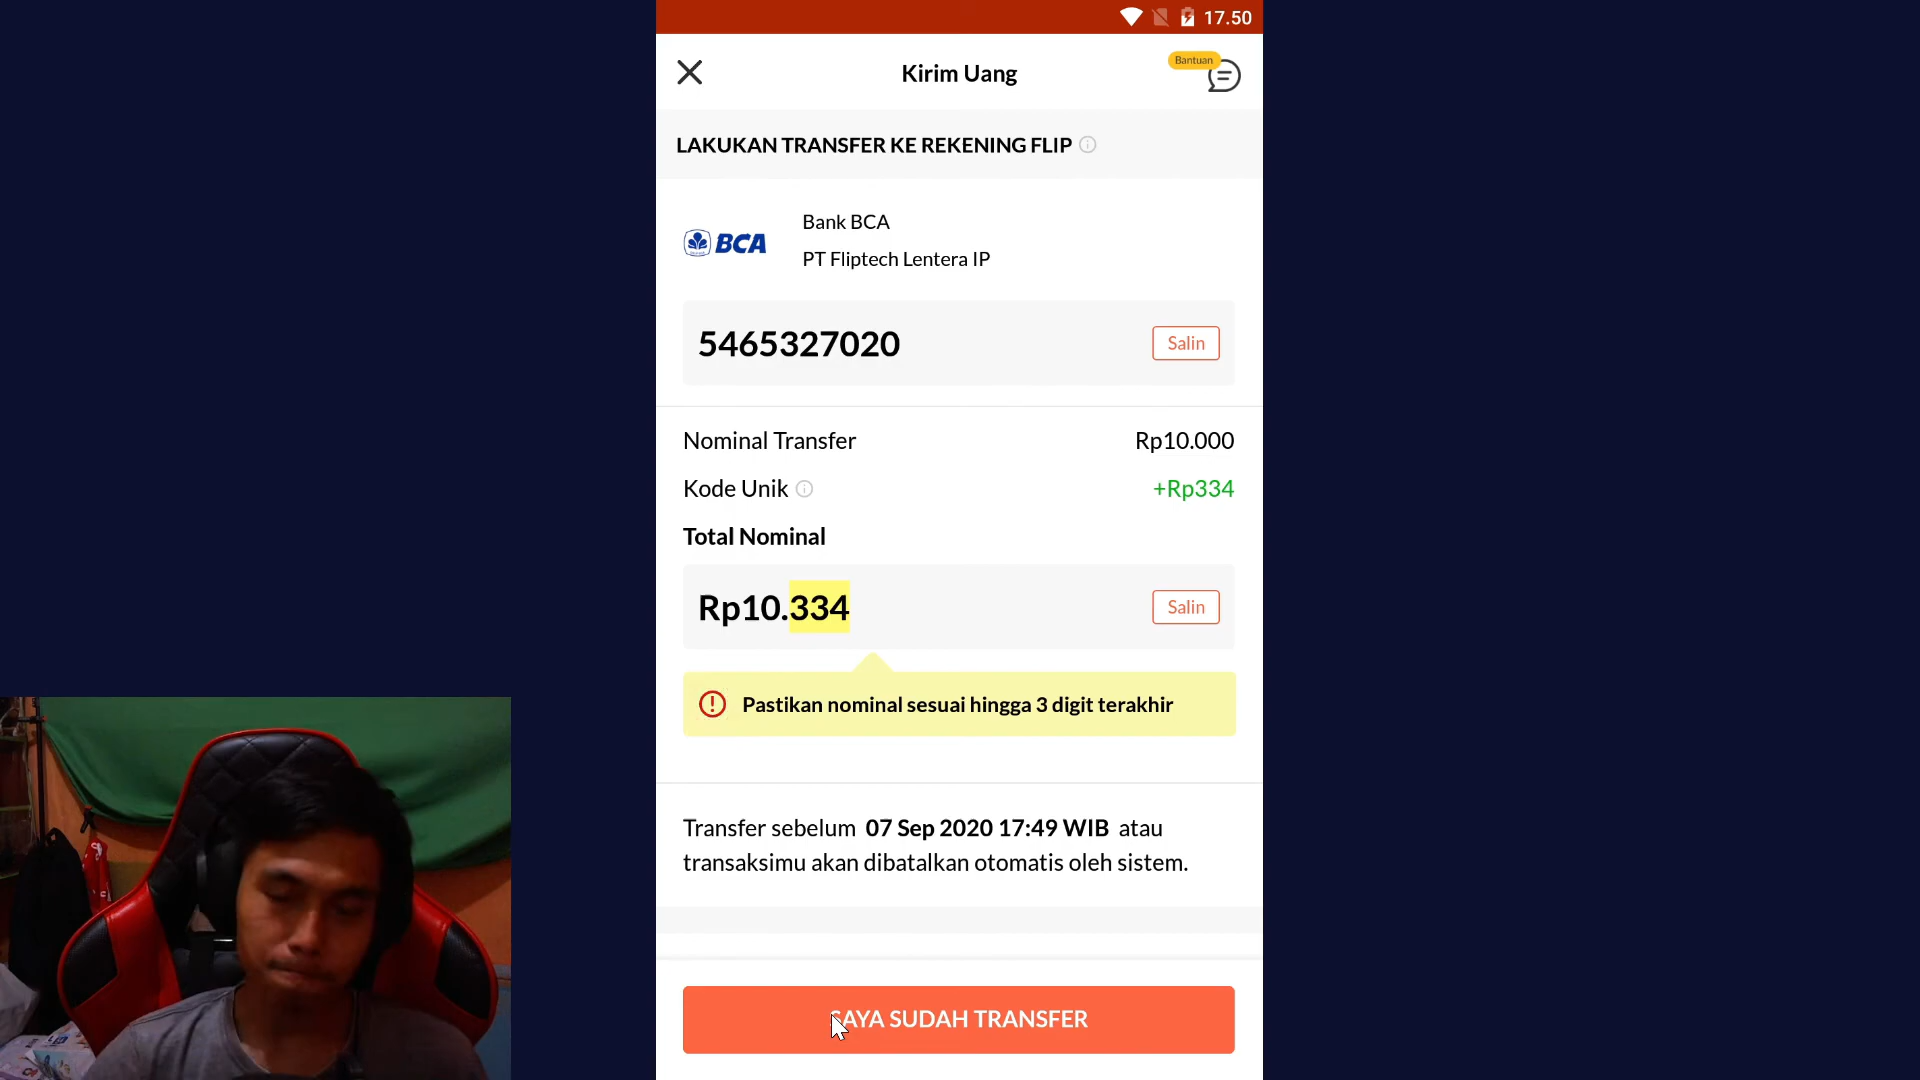 17.50
Kirim Uang
Bantuan
LAKUKAN TRANSFER KE REKENING FLIP
Bank BCA
BCA
PT Fliptech Lentera IP
5465327020
Salin
Nominal Transfer
Rp10.000
Kode Unik
+Rp334
Total Nominal
Rp10.334
Salin
Pastikan nominal sesuai hingga 3 digit terakhir
Transfer sebelum 07 Sep 2020 17:49 WIB atau
transaksimu akan dibatalkan otomatis oleh sistem.
SAYA SUDAH TRANSFER